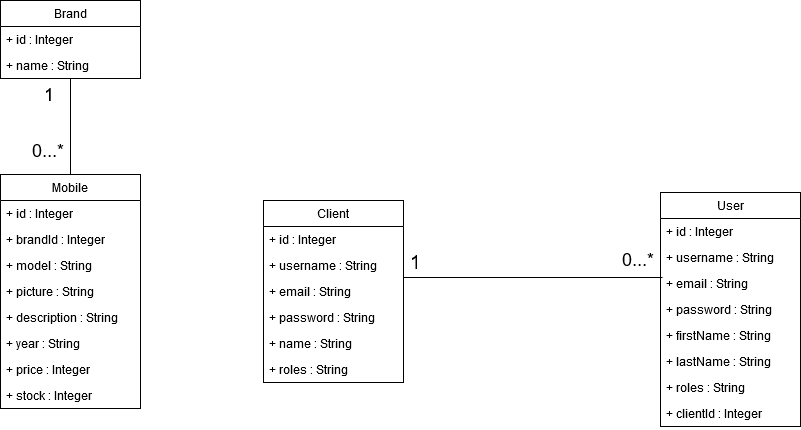 Brand
+ id : Integer
+ name : String
1
0...*
Mobile
+ id : Integer
+ brandId : Integer
+ model : String
+ picture : String
+ description : String
+ year : String
+ price : Integer
+ stock : Integer
Client
+ id : Integer
+ username : String
+ email : String
+ password : String
+ name : String
+ roles : String
1
0...*
User
+ id : Integer
+ username : String
+ email : String
+ password : String
+ firstName : String
+ lastName : String
+ roles : String
+ clientId : Integer